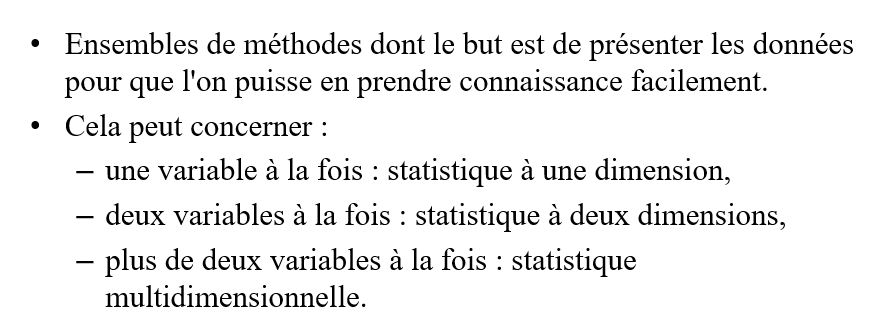 • Ensembles de méthodes dont le but est de présenter les données
pour que l'on puisse en prendre connaissance facilement.
• Cela peut concerner :
– une variable à la fois : statistique à une dimension,
– deux variables à la fois : statistique à deux dimensions,
– plus de deux variables à la fois : statistique
multidimensionnelle.